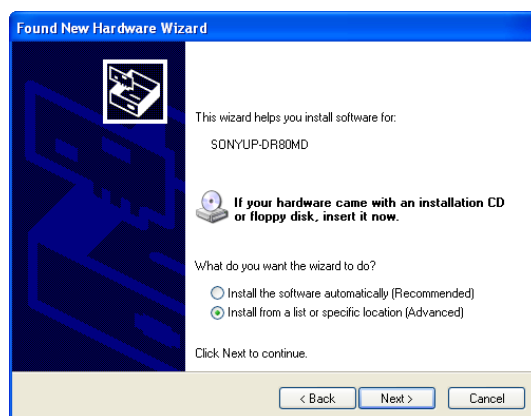 Found New Hardware Wizard
This wizard helps you install software for:
SONYUP-DR80MD
If your hardware came with an installation CD
or floppy disk, insert it now.
What do you want the wizard to do?
Install the software automatically (Recommended)
Install from a list or specific location (Advanced)
Click Next to continue.
< Back
Next >
Cancel